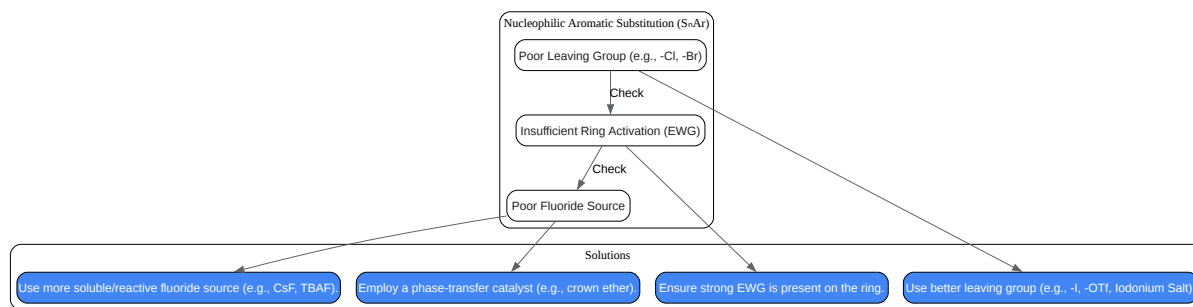 Nucleophilic Aromatic Substitution (SₙAr)
Poor Leaving Group (e.g., -Cl, -Br)
Check
Insufficient Ring Activation (EWG)
Check
Poor Fluoride Source
Solutions
Use more soluble/reactive fluoride source (e.g., CsF, TBAF).
Employ a phase-transfer catalyst (e.g., crown ether).
Ensure strong EWG is present on the ring.
Use better leaving group (e.g., -I, -OTf, Iodonium Salt)